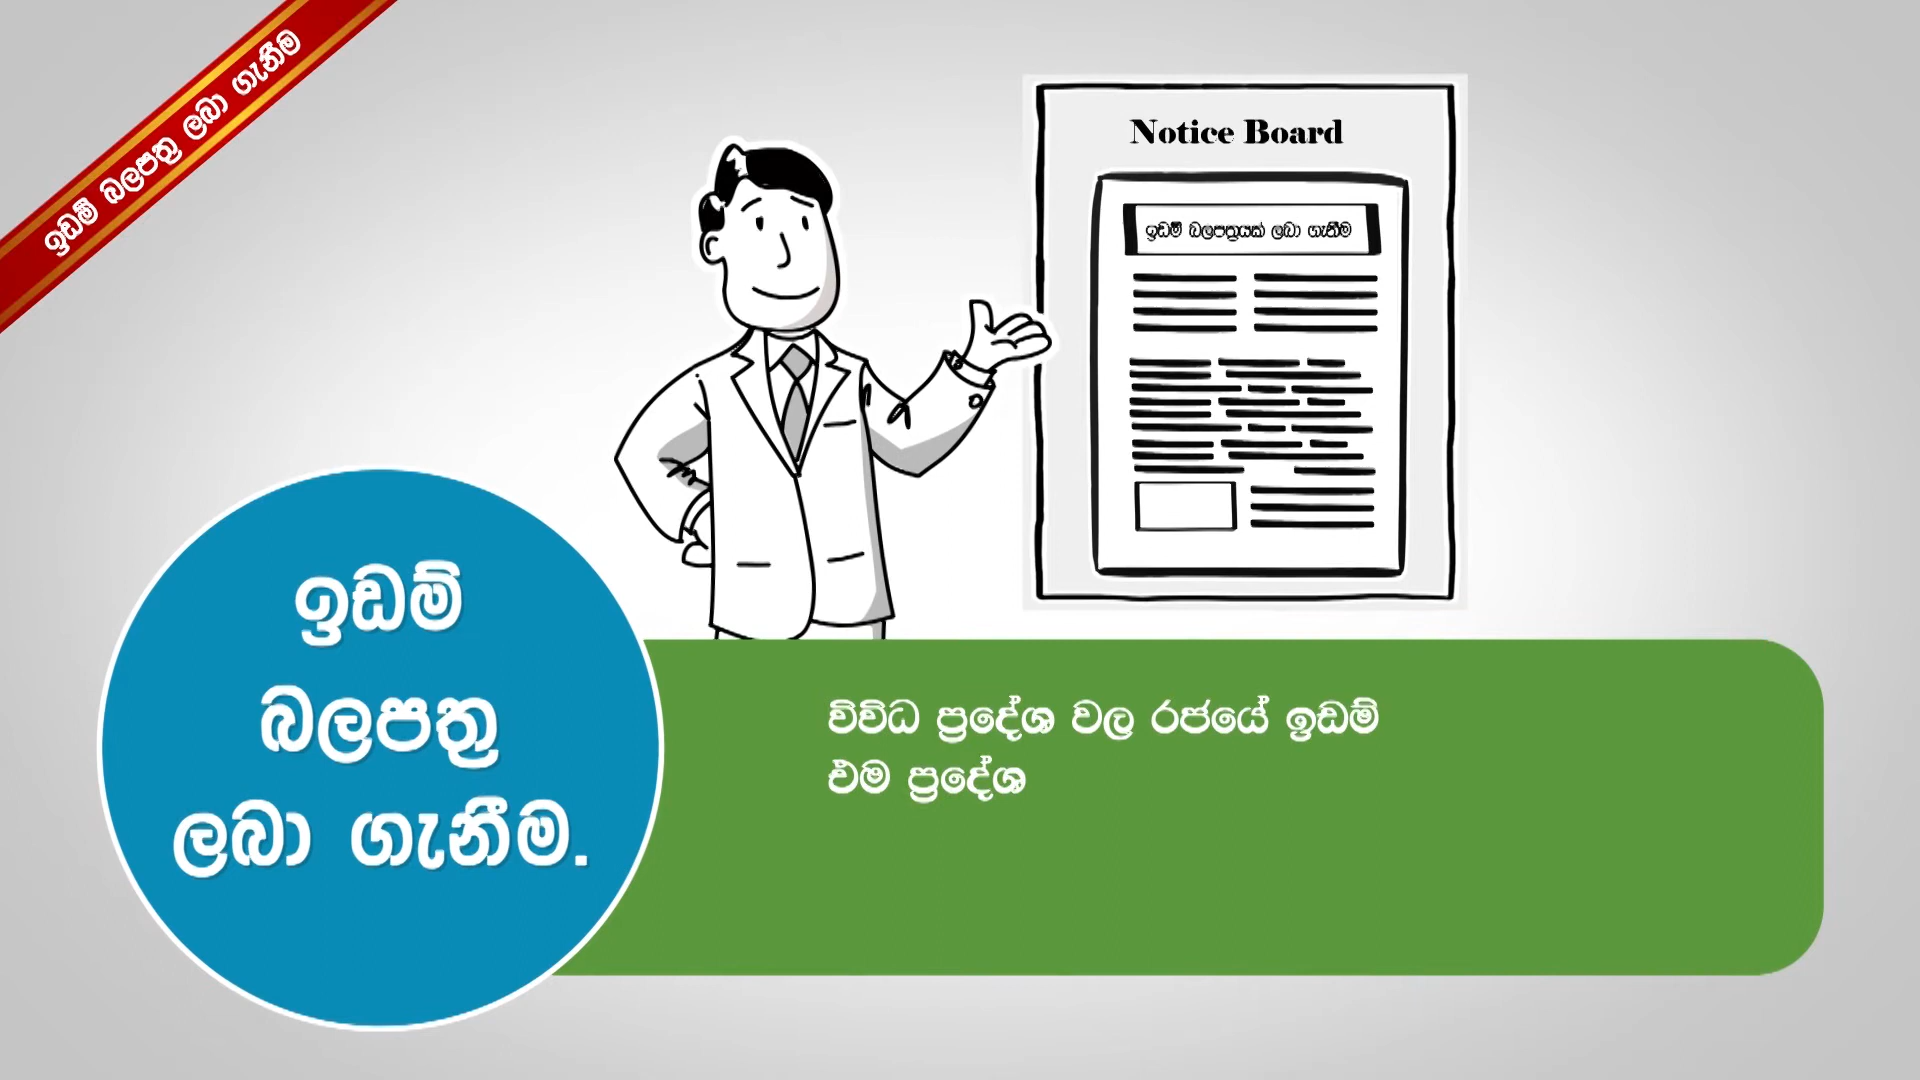 ඉඩම් බලපත්‍ර ලබා ගැනීම
Notice Board
ඉඩම් බලපත්‍රයක් ලබා ගැනීම
ඉඩම්
බලපත්‍ර
ලබා ගැනීම.
විවිධ ප්‍රදේශ වල රජයේ ඉඩම්
එම ප්‍රදේශ